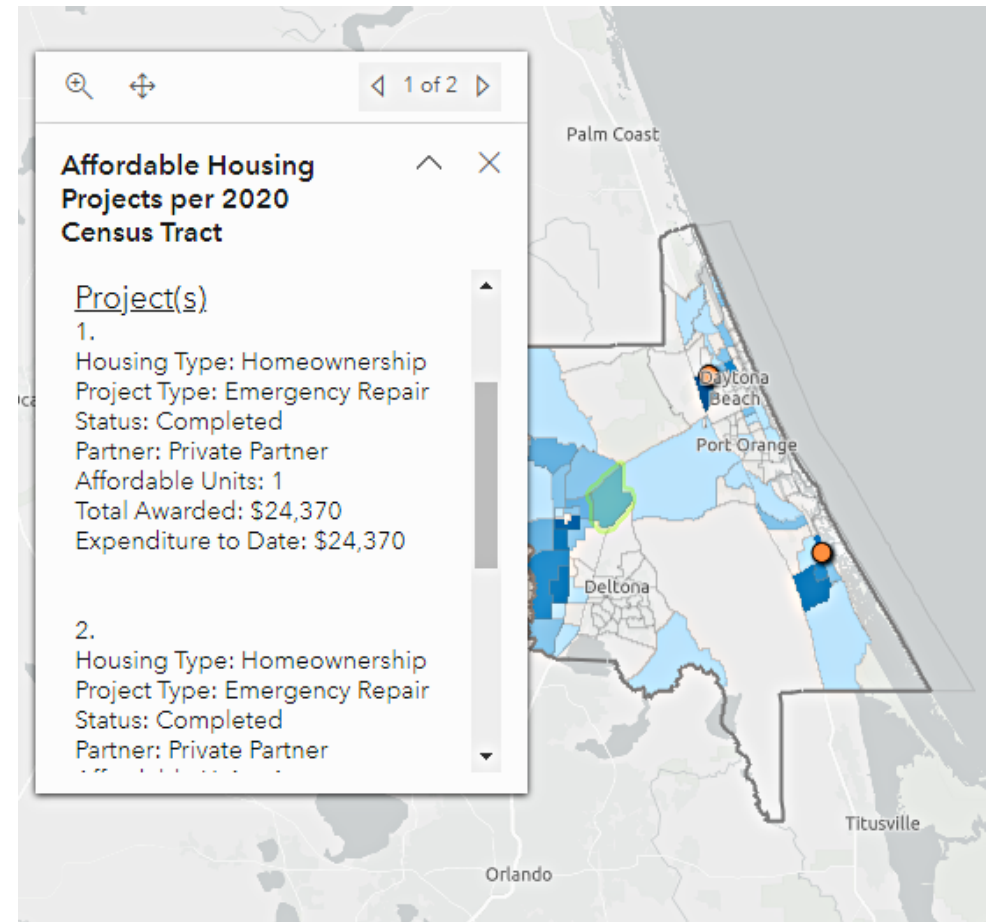 1 of 2
Affordable Housing
Projects per 2020
Census Tract
Project(s)
1.
Housing Type: Homeownership
Project Type: Emergency Repair
Status: Completed
Partner: Private Partner
Affordable Units: 1
Total Awarded: $24,370
Expenditure to Date: $24,370
2.
Housing Type: Homeownership
Project Type: Emergency Repair
Status: Completed
Partner: Private Partner
Palm Coast
Daytona
Beach
Port Orange
Deltona
Titusville
Orlando